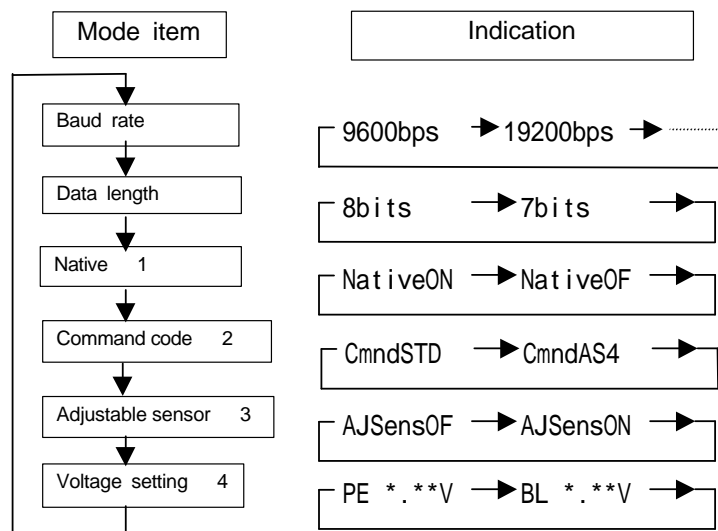 Mode item
Indication
Baud rate
9600bps 19200bps
Data length
8bits 7bits
Native 1
NativeON NativeOF
Command code 2
CmndSTD CmndAS4
Adjustable sensor 3
AJSensOF AJSensON
Voltage setting 4
PE *.**V BL *.**V